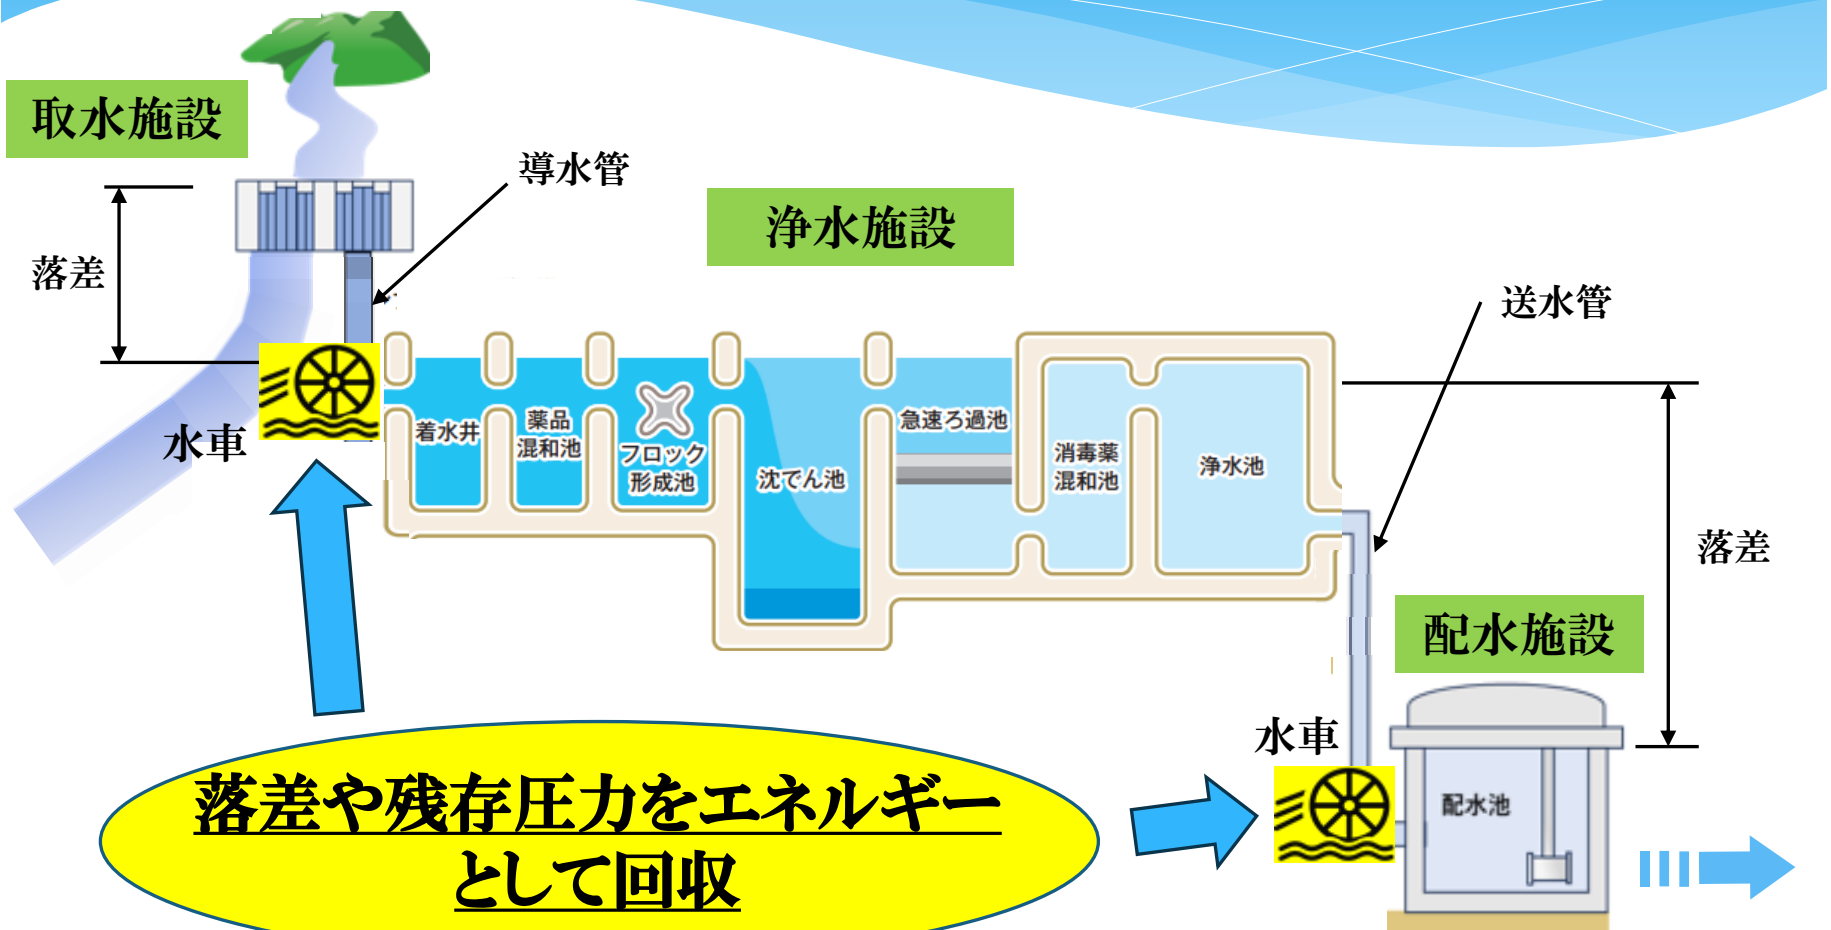 取水施設
導水管
浄水施設
落差
送水管
水車
着水井
薬品
混和池
フロック
形成池
沈でん池
急速ろ過池
消毒薬
混和池
浄水池
落差
配水施設
水車
配水池
落差や残存圧力をエネルギー
として回収